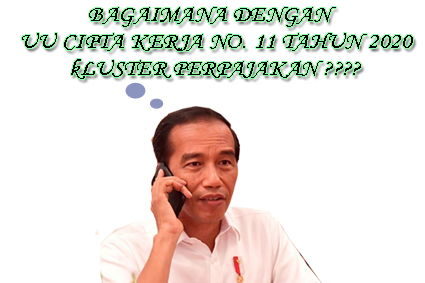 BAGAIMANA DENGAN
UU CIPTA KERJA NO. 11 TAHUN 2020
KLUSTER PERPAJAKAN ????